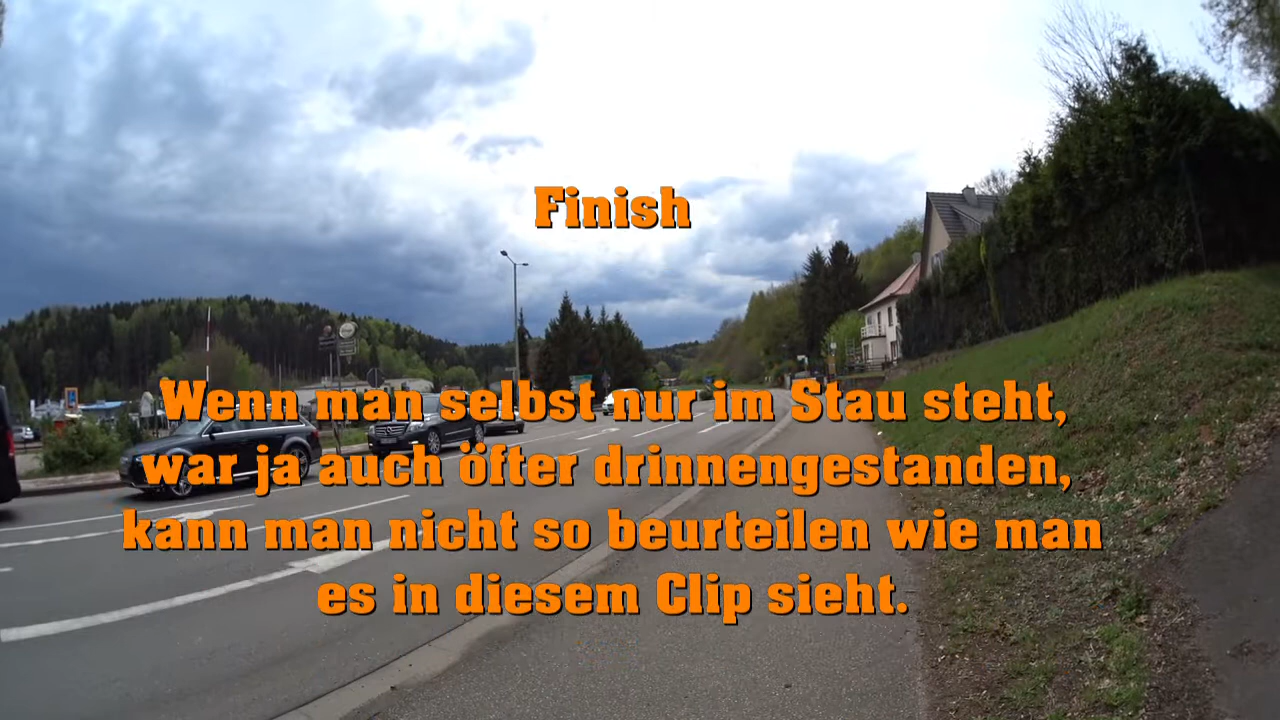 Finish
Wenn man selbst nur im Stau steht,
war ja auch öfter drinnengestanden,
kann man nicht so beurteilen wie man
es in diesem Clip sieht.